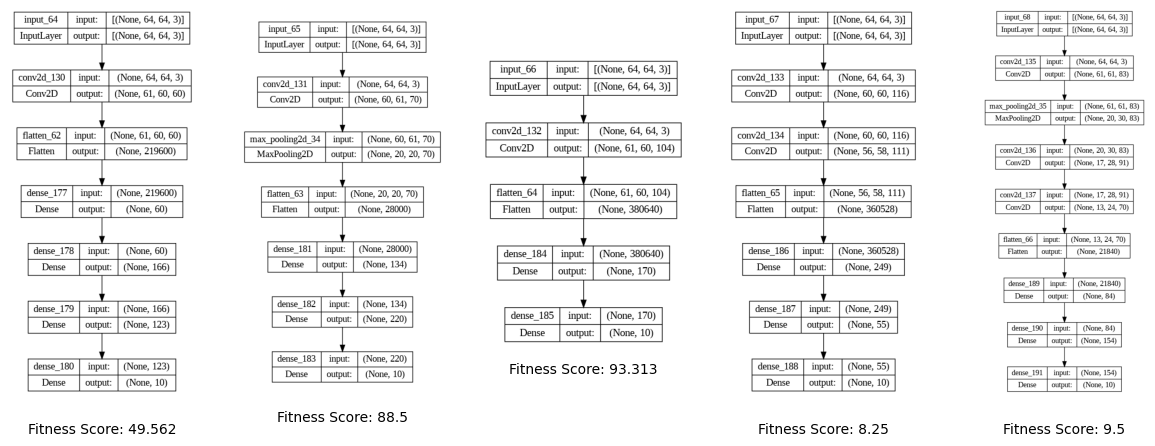 input_64 input: [(None, 64, 64, 3)]
InputLayer output: [(None, 64, 64, 3)]
conv2d_130 input: (None, 64, 64, 3)
Conv2D output: (None, 61, 60, 60)
flatten_62 input: (None, 61, 60, 60)
Flatten output: (None, 219600)
dense_177 input: (None, 219600)
Dense output: (None, 60)
dense_178 input: (None, 60)
Dense output: (None, 166)
dense_179 input: (None, 166)
Dense output: (None, 123)
dense_180 input: (None, 123)
Dense output: (None, 10)
Fitness Score: 49.562
input_65 input: [(None, 64, 64, 3)]
InputLayer output: [(None, 64, 64, 3)]
conv2d_131 input: (None, 64, 64, 3)
Conv2D output: (None, 60, 61, 70)
max_pooling2d_34 input: (None, 60, 61, 70)
MaxPooling2D output: (None, 20, 20, 70)
flatten_63 input: (None, 20, 20, 70)
Flatten output: (None, 28000)
dense_181 input: (None, 28000)
Dense output: (None, 134)
dense_182 input: (None, 134)
Dense output: (None, 220)
dense_183 input: (None, 220)
Dense output: (None, 10)
Fitness Score: 88.5
input_66 input: [(None, 64, 64, 3)]
InputLayer output: [(None, 64, 64, 3)]
conv2d_132 input: (None, 64, 64, 3)
Conv2D output: (None, 61, 60, 104)
flatten_64 input: (None, 61, 60, 104)
Flatten output: (None, 380640)
dense_184 input: (None, 380640)
Dense output: (None, 170)
dense_185 input: (None, 170)
Dense output: (None, 10)
Fitness Score: 93.313
input_67 input: [(None, 64, 64, 3)]
InputLayer output: [(None, 64, 64, 3)]
conv2d_133 input: (None, 64, 64, 3)
Conv2D output: (None, 60, 60, 116)
conv2d_134 input: (None, 60, 60, 116)
Conv2D output: (None, 56, 58, 111)
flatten_65 input: (None, 56, 58, 111)
Flatten output: (None, 360528)
dense_186 input: (None, 360528)
Dense output: (None, 249)
dense_187 input: (None, 249)
Dense output: (None, 55)
dense_188 input: (None, 55)
Dense output: (None, 10)
Fitness Score: 8.25
input_68 input: [(None, 64, 64, 3)]
InputLayer output: [(None, 64, 64, 3)]
conv2d_135 input: (None, 64, 64, 3)
Conv2D output: (None, 61, 61, 83)
max_pooling2d_35 input: (None, 61, 61, 83)
MaxPooling2D output: (None, 20, 30, 83)
conv2d_136 input: (None, 20, 30, 83)
Conv2D output: (None, 17, 28, 91)
conv2d_137 input: (None, 17, 28, 91)
Conv2D output: (None, 13, 24, 70)
flatten_66 input: (None, 13, 24, 70)
Flatten output: (None, 21840)
dense_189 input: (None, 21840)
Dense output: (None, 84)
dense_190 input: (None, 84)
Dense output: (None, 154)
dense_191 input: (None, 154)
Dense output: (None, 10)
Fitness Score: 9.5